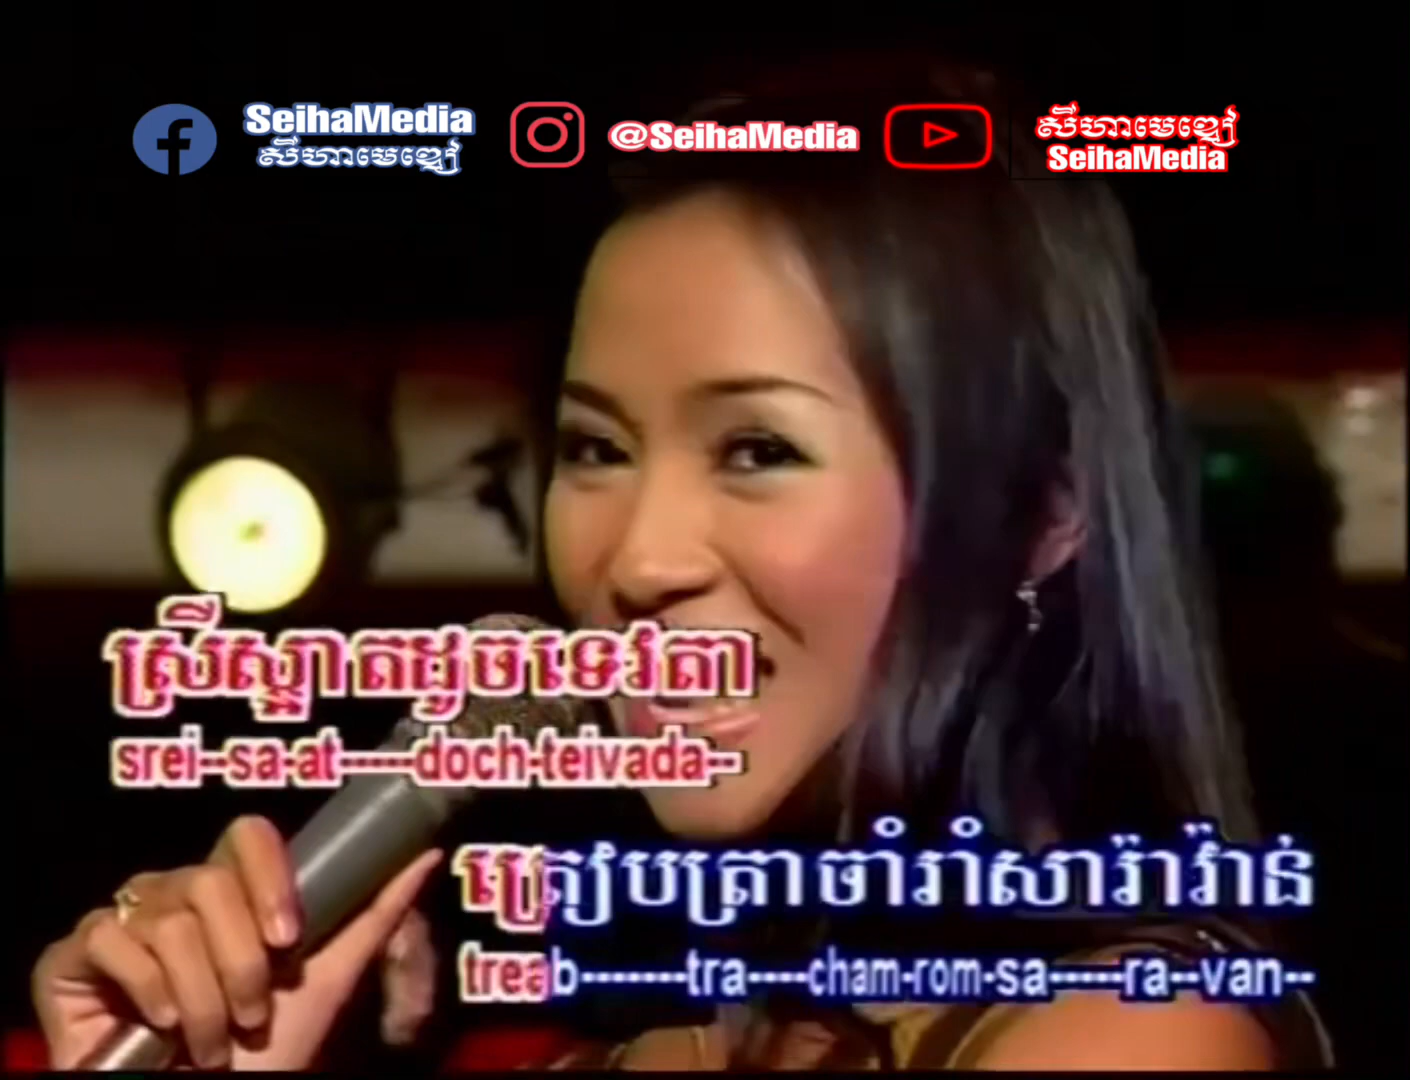 SeihaMedia
សីហាមេឌៀ
@SeihaMedia
សីហាមេឌៀ
SeihaMedia
ស្រីស្អាតដូចទេវតា
srei--sa-at-----doch-teivada--
ត្រៀបត្រាចាំរាំសារ៉ាវ៉ាន់
treab-------tra----cham-rom-sa-----ra--van--